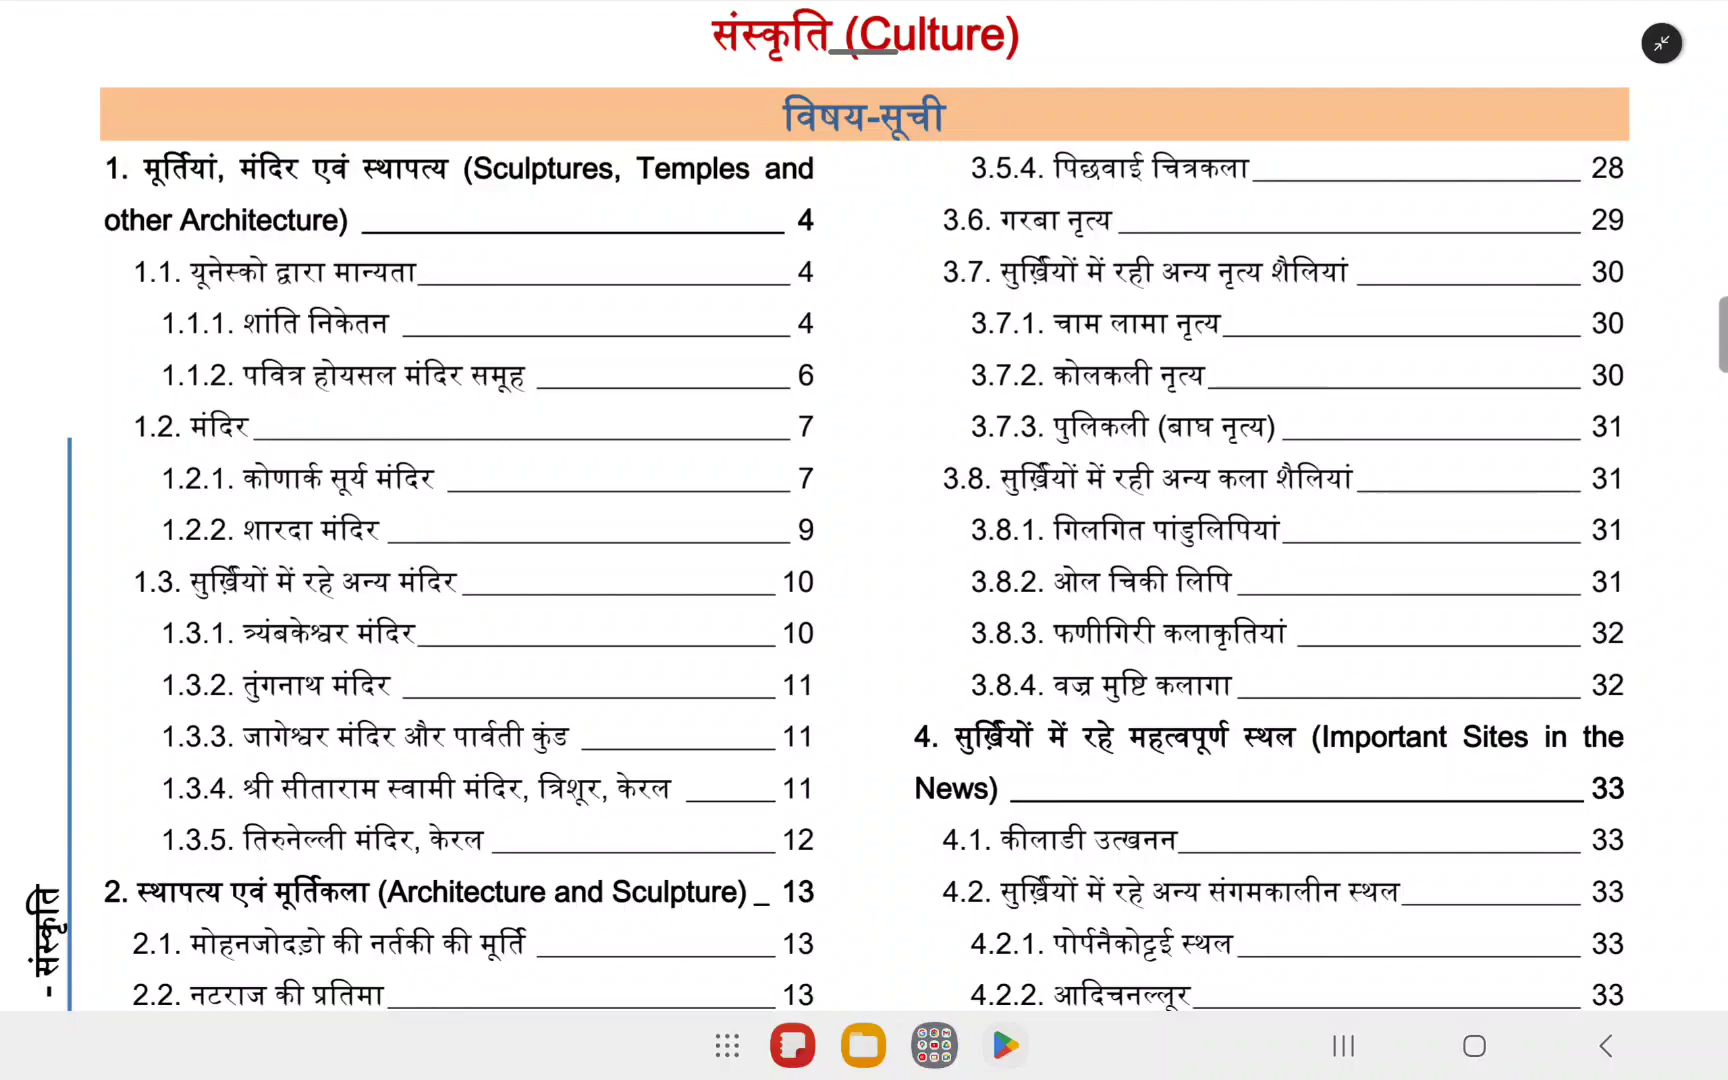 संस्कृति (Culture)
विषय-सूची
1. मूर्तियां, मंदिर एवं स्थापत्य (Sculptures, Temples and
other Architecture) 4
1.1. यूनेस्को द्वारा मान्यता 4
1.1.1. शांति निकेतन 4
1.1.2. पवित्र होयसल मंदिर समूह 6
1.2. मंदिर 7
1.2.1. कोणार्क सूर्य मंदिर 7
1.2.2. शारदा मंदिर 9
1.3. सुर्ख़ियों में रहे अन्य मंदिर 10
1.3.1. त्र्यंबकेश्वर मंदिर 10
1.3.2. तुंगनाथ मंदिर 11
1.3.3. जागेश्वर मंदिर और पार्वती कुंड 11
1.3.4. श्री सीताराम स्वामी मंदिर, त्रिशूर, केरल 11
1.3.5. तिरुनेल्ली मंदिर, केरल 12
2. स्थापत्य एवं मूर्तिकला (Architecture and Sculpture) 13
2.1. मोहनजोदड़ो की नर्तकी की मूर्ति 13
2.2. नटराज की प्रतिमा 13
3.5.4. पिछवाई चित्रकला 28
3.6. गरबा नृत्य 29
3.7. सुर्ख़ियों में रही अन्य नृत्य शैलियां 30
3.7.1. चाम लामा नृत्य 30
3.7.2. कोलकली नृत्य 30
3.7.3. पुलिकली (बाघ नृत्य) 31
3.8. सुर्ख़ियों में रही अन्य कला शैलियां 31
3.8.1. गिलगित पांडुलिपियां 31
3.8.2. ओल चिकी लिपि 31
3.8.3. फणीगिरी कलाकृतियां 32
3.8.4. वज्र मुष्टि कलागा 32
4. सुर्ख़ियों में रहे महत्वपूर्ण स्थल (Important Sites in the
News) 33
4.1. कीलाडी उत्खनन 33
4.2. सुर्ख़ियों में रहे अन्य संगमकालीन स्थल 33
4.2.1. पोर्पनैकोट्टई स्थल 33
4.2.2. आदिचनल्लूर 33
- संस्कृति